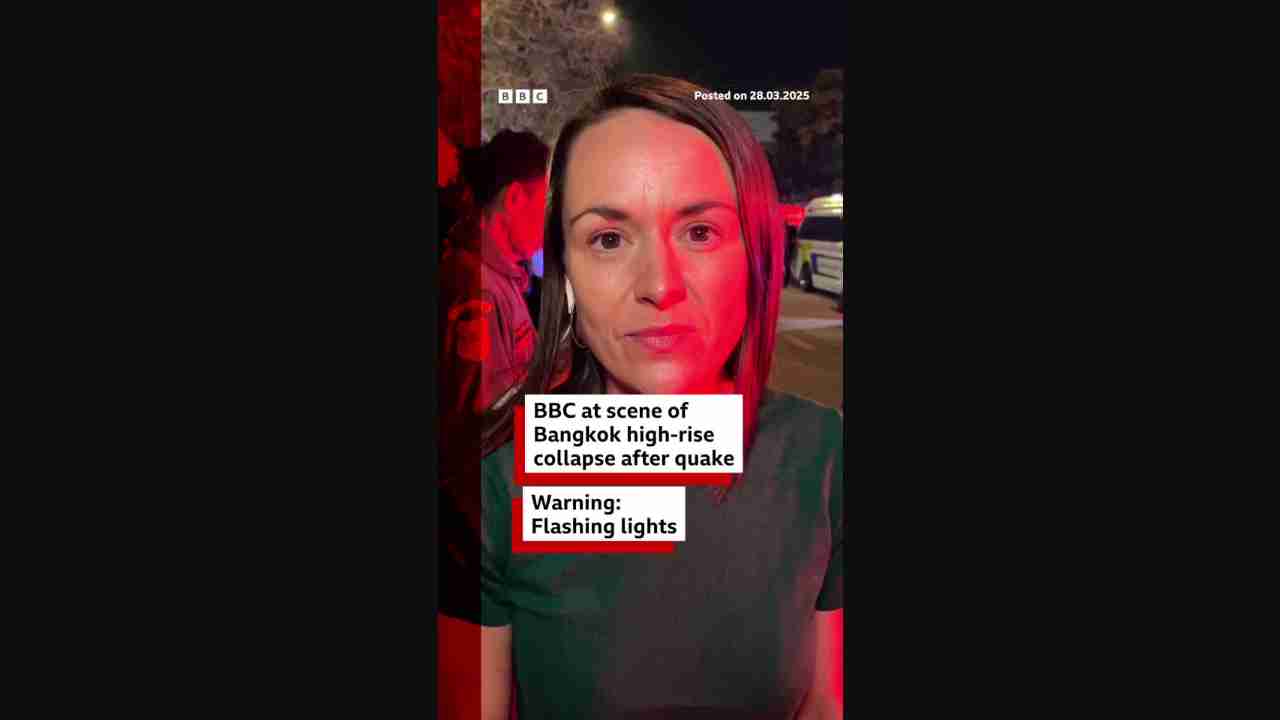 BBC
Posted on 28.03.2025
BBC at scene of
Bangkok high-rise
collapse after quake
Warning:
Flashing lights